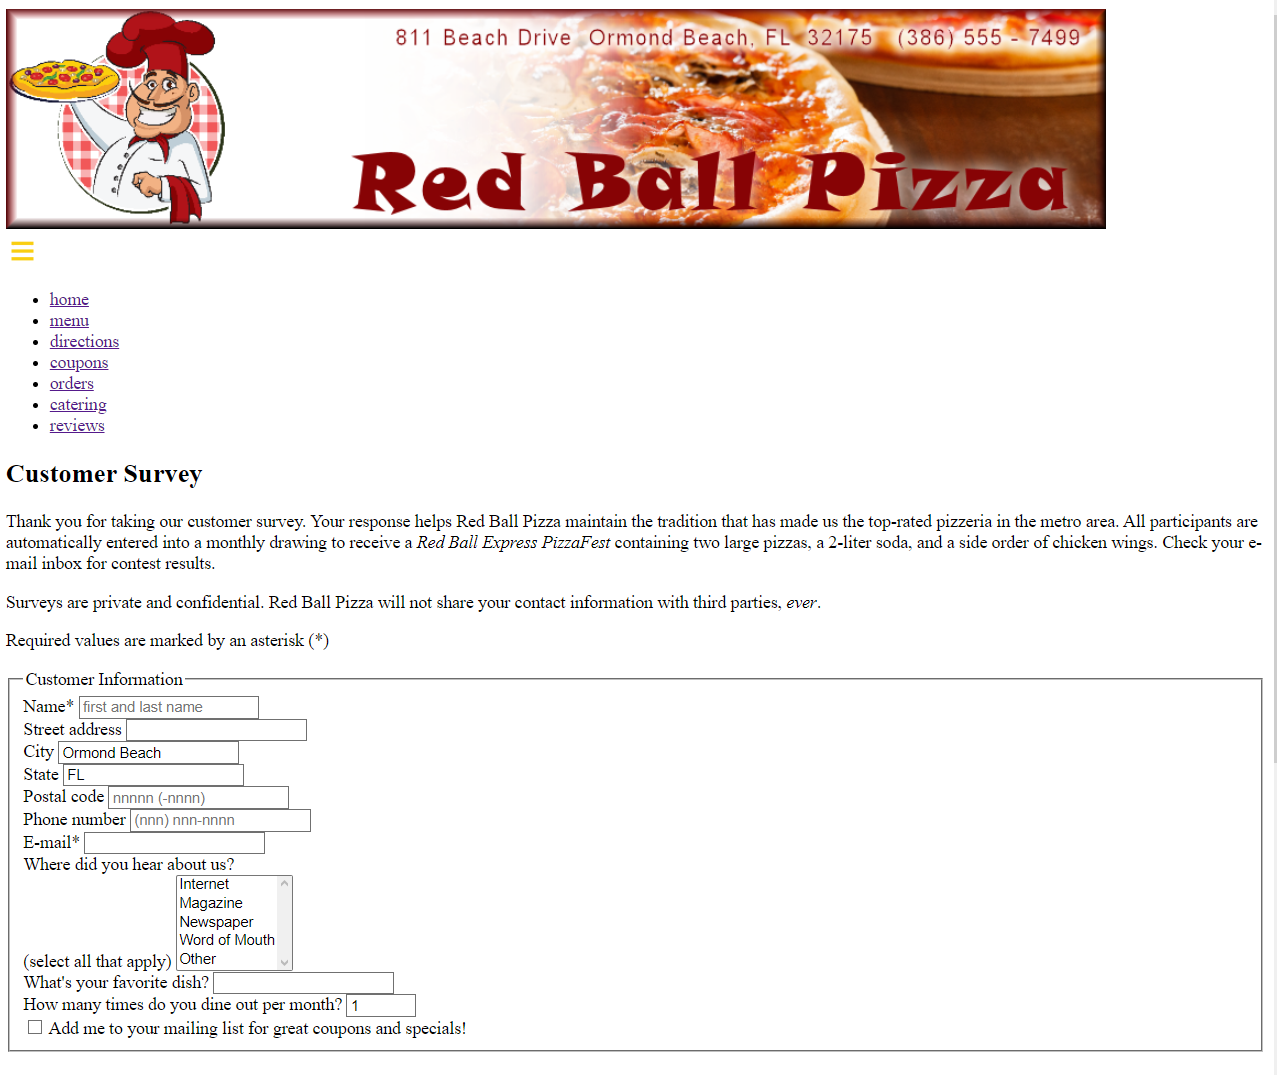 811 Beach Drive Ormond Beach, FL 32175 (386) 555 - 7499
Red Ball Pizza
home
menu
directions
coupons
orders
catering
reviews
Customer Survey
Thank you for taking our customer survey. Your response helps Red Ball Pizza maintain the tradition that has made us the top-rated pizzeria in the metro area. All participants are
automatically entered into a monthly drawing to receive a Red Ball Express PizzaFest containing two large pizzas, a 2-liter soda, and a side order of chicken wings. Check your e-
mail inbox for contest results.
Surveys are private and confidential. Red Ball Pizza will not share your contact information with third parties, ever.
Required values are marked by an asterisk (*)
Customer Information
Name* first and last name
Street address
City Ormond Beach
State FL
Postal code nnnnn (-nnnn)
Phone number (nnn) nnn-nnnn
E-mail*
Where did you hear about us?
Internet
Magazine
Newspaper
Word of Mouth
(select all that apply) Other
What's your favorite dish?
How many times do you dine out per month? 1
Add me to your mailing list for great coupons and specials!